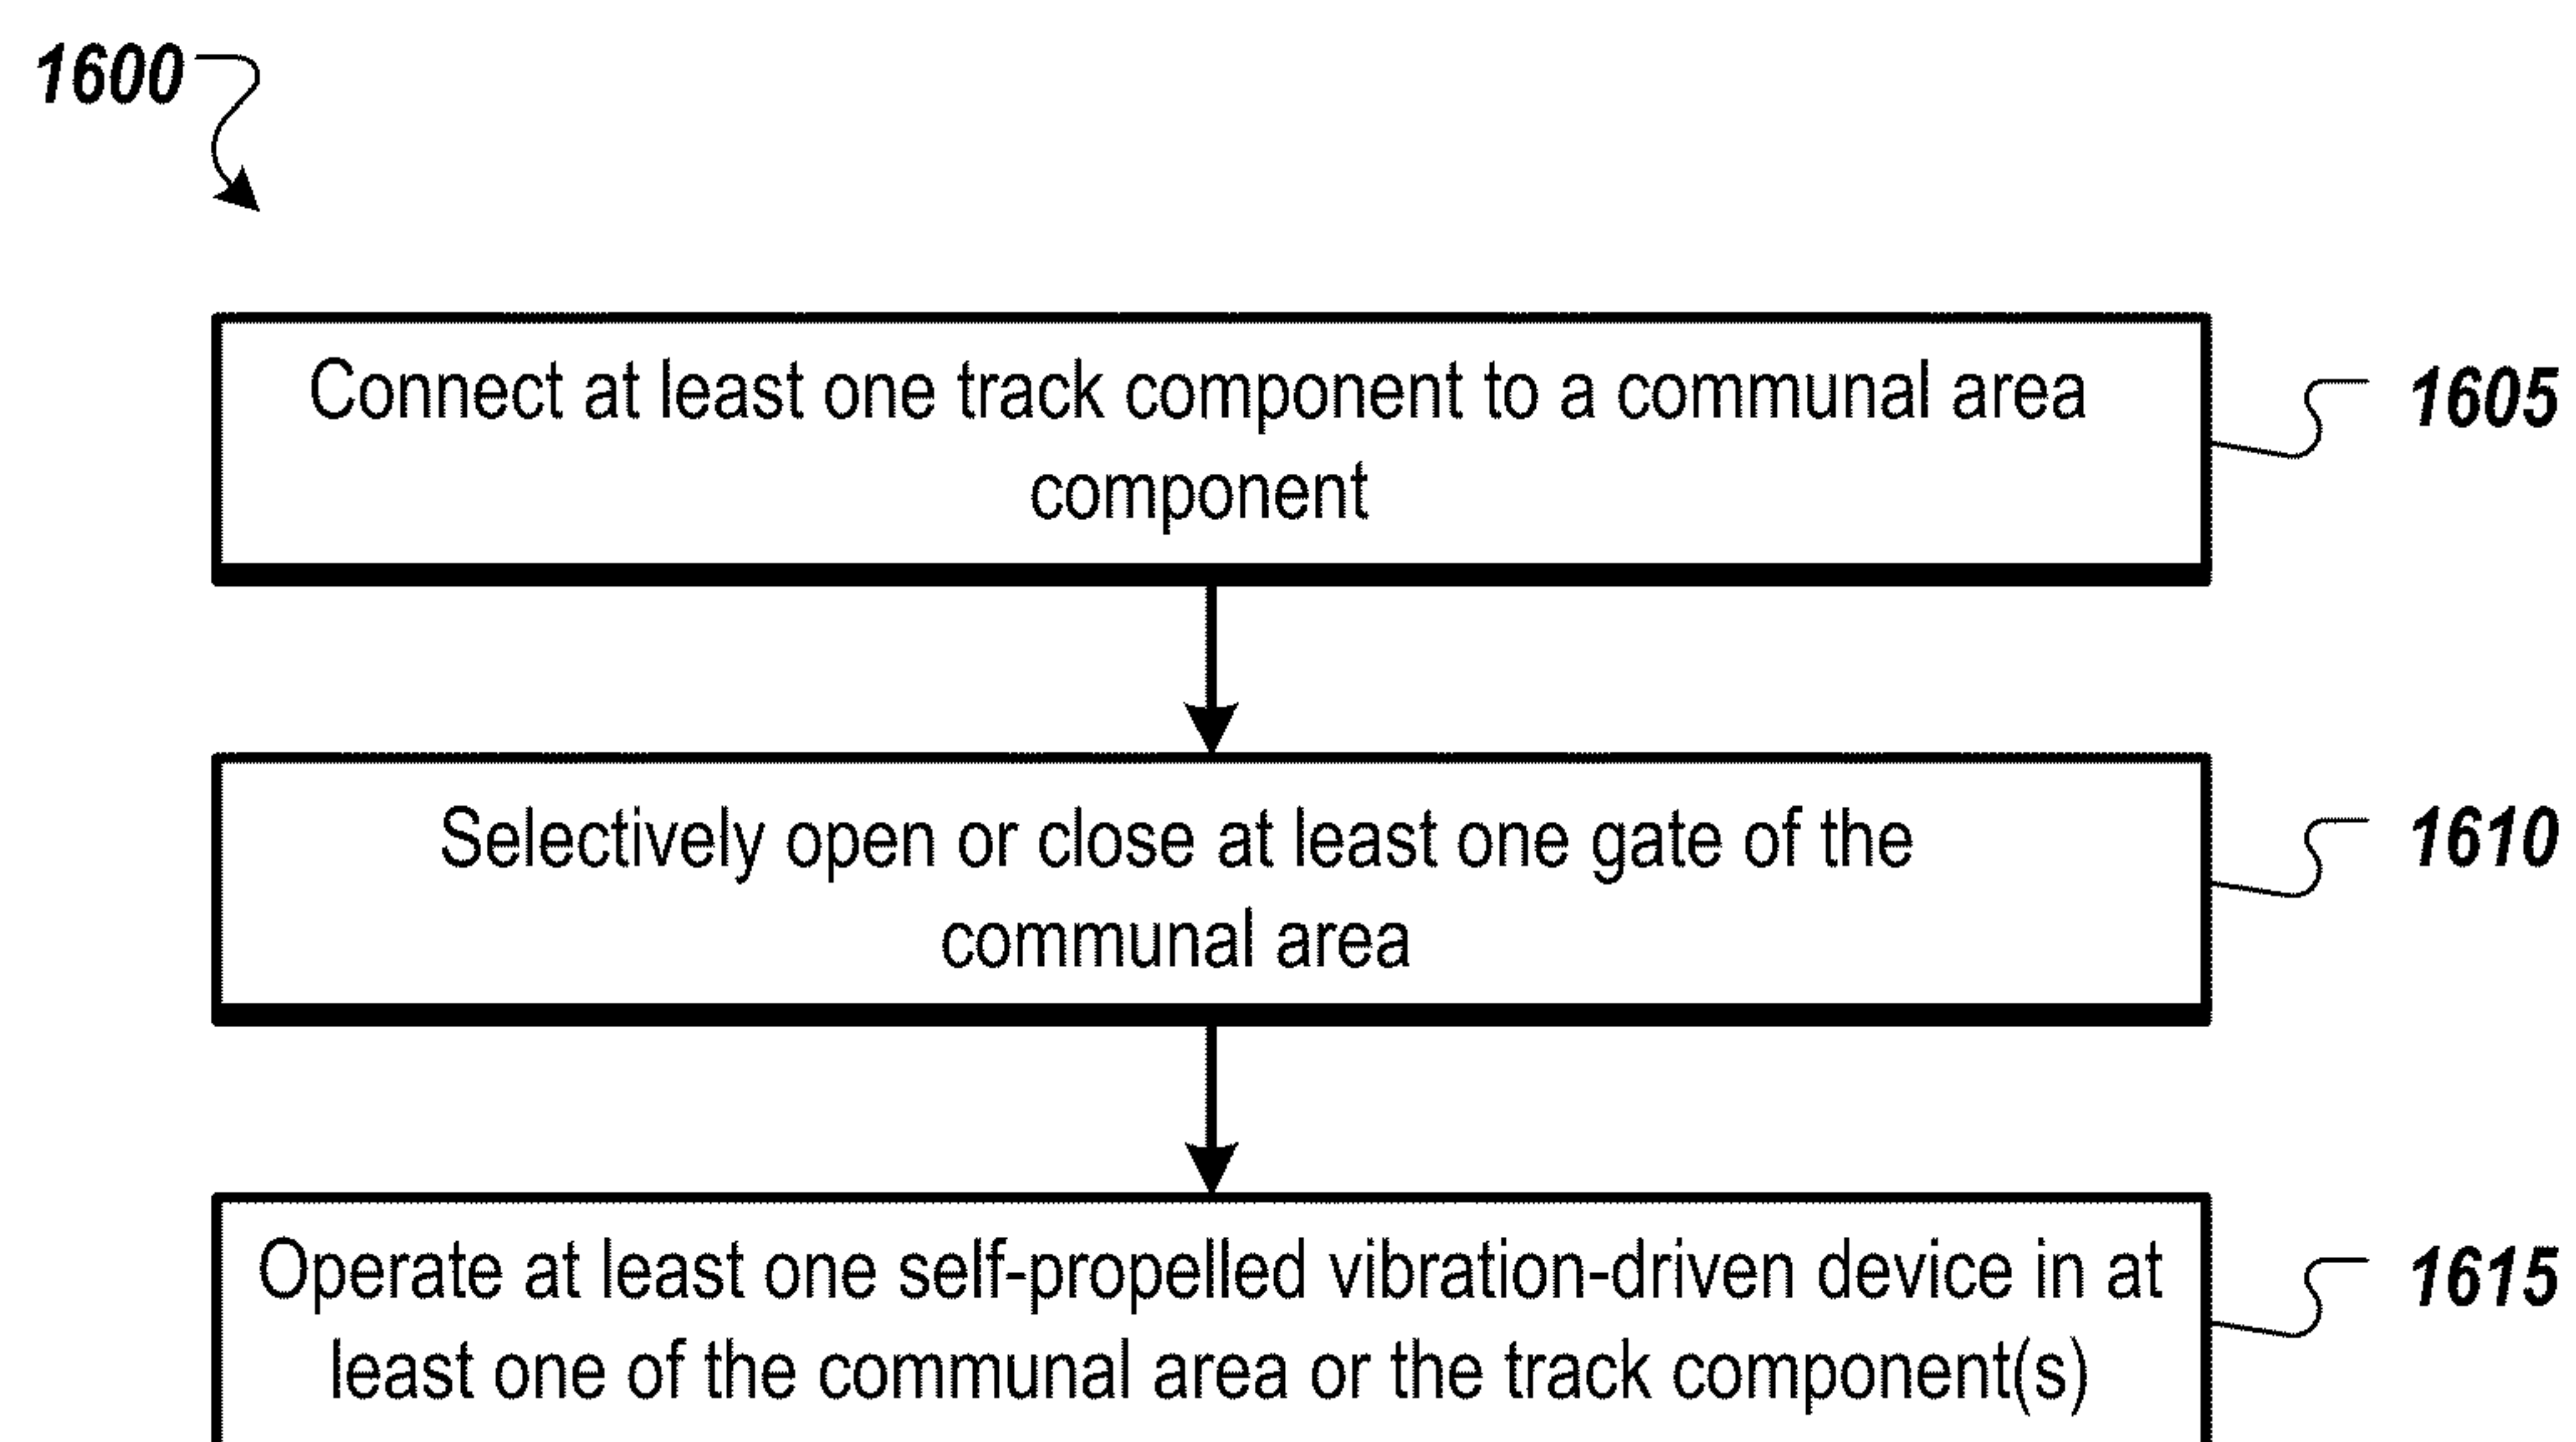 1600
Connect at least one track component to a communal area
component
1605
Selectively open or close at least one gate of the
communal area
1610
Operate at least one self-propelled vibration-driven device in at
least one of the communal area or the track component(s)
1615